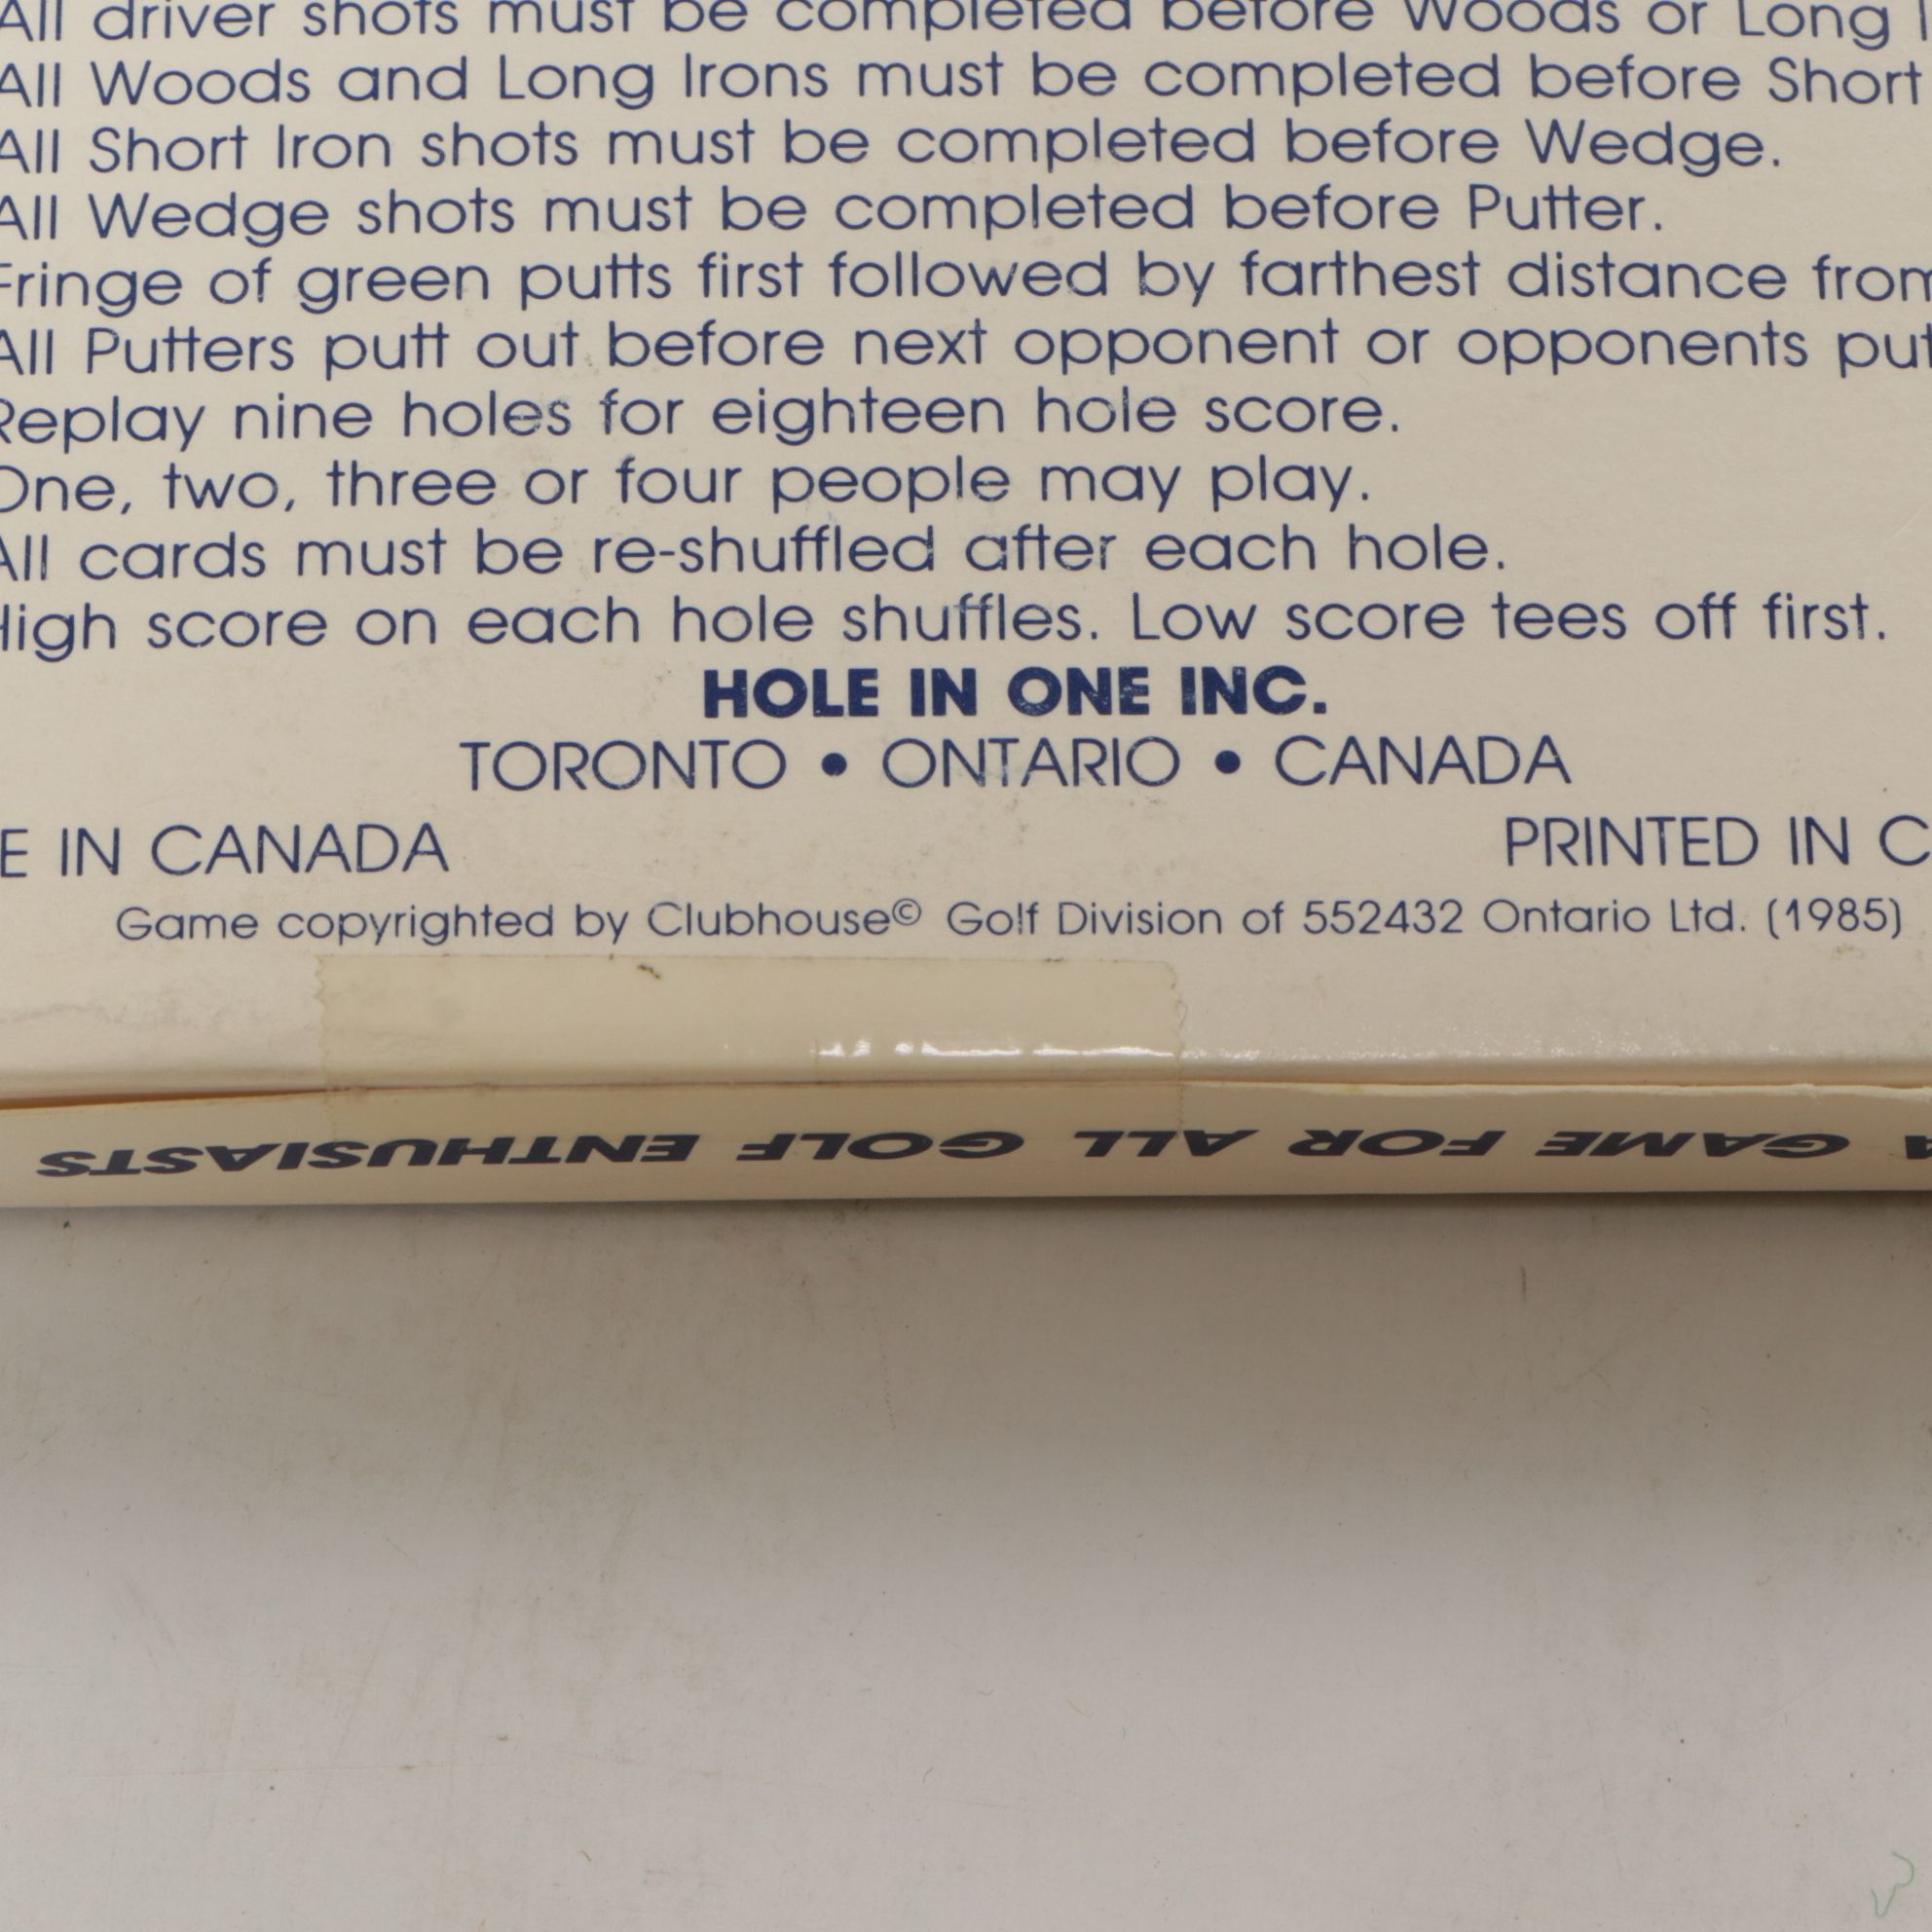 All driver shots must be completed before Woods or Long
All Woods and Long Irons must be completed before Short
All Short Iron shots must be completed before Wedge.
All Wedge shots must be completed before Putter.
Fringe of green putts first followed by farthest distance from
All Putters putt out before next opponent or opponents
Replay nine holes for eighteen hole score.
One, two, three or four people may play.
All cards must be re-shuffled after each hole.
High score on each hole shuffles. Low score tees off first.
HOLE IN ONE INC.
TORONTO • ONTARIO • CANADA
E IN CANADA
PRINTED IN C
Game copyrighted by Clubhouse© Golf Division of 552432 Ontario Ltd. (1985)
A GAME FOR ALL GOLF ENTHUSIASTS